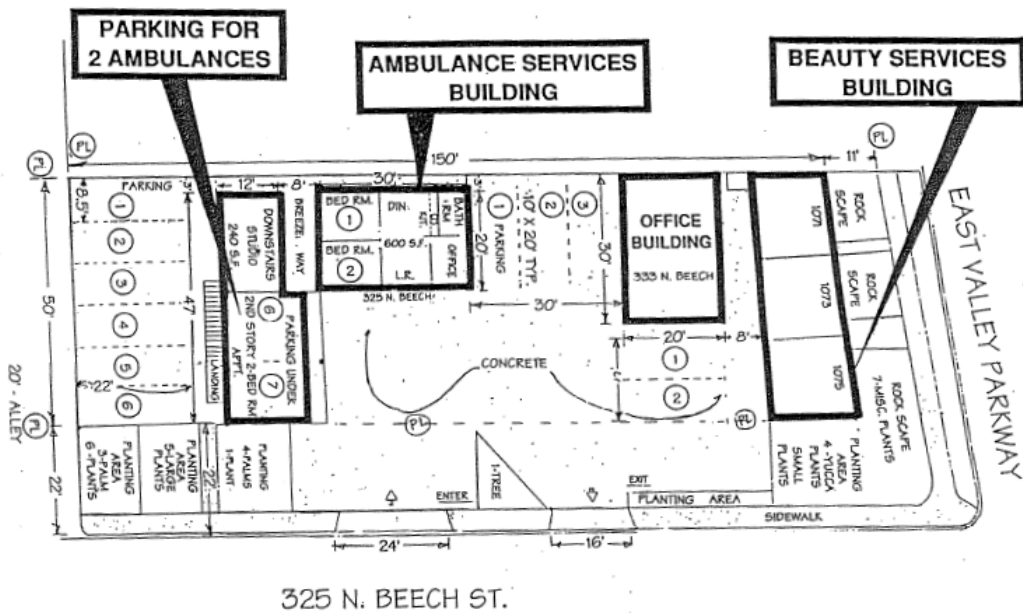 PARKING FOR
2 AMBULANCES
AMBULANCE SERVICES
BUILDING
BEAUTY SERVICES
BUILDING
PL
PL
PL
150'
11'
PARKING
3'
12'
8'
30'
3'
8.5'
1
2
3
4
5
6
22'
47'
50'
22'
20' ALLEY
PL
DOWNSTAIRS
STUDIO
240 S.F.
BREEZE WAY
BED RM.
1
BED RM.
2
DIN.
KIT.
BATH
RM
600 S.F.
L.R.
OFFICE
20'
325 N. BEECH
6
7
PARKING UNDER
2ND STORY 2-BED RM
APPT.
LANDING
1
2
3
PARKING
10' X 20' TYP
30'
30'
OFFICE
BUILDING
333 N. BEECH
20'
8'
1
2
1071
1073
1075
ROCK
SCAPE
ROCK
SCAPE
ROCK SCAPE
7-MISC. PLANTS
EAST VALLEY PARKWAY
CONCRETE
PL
PL
PLANTING
AREA
3-PALM
6-PLANTS
PLANTING
AREA
5-LARGE
PLANTS
4'
22'
PLANTING
4-PALMS
1-PLANT
1-TREE
ENTER
EXIT
PLANTING AREA
PLANTING
AREA
4-YUCCA
PLANTS
SMALL
PLANTS
SIDEWALK
24'
16'
325 N. BEECH ST.